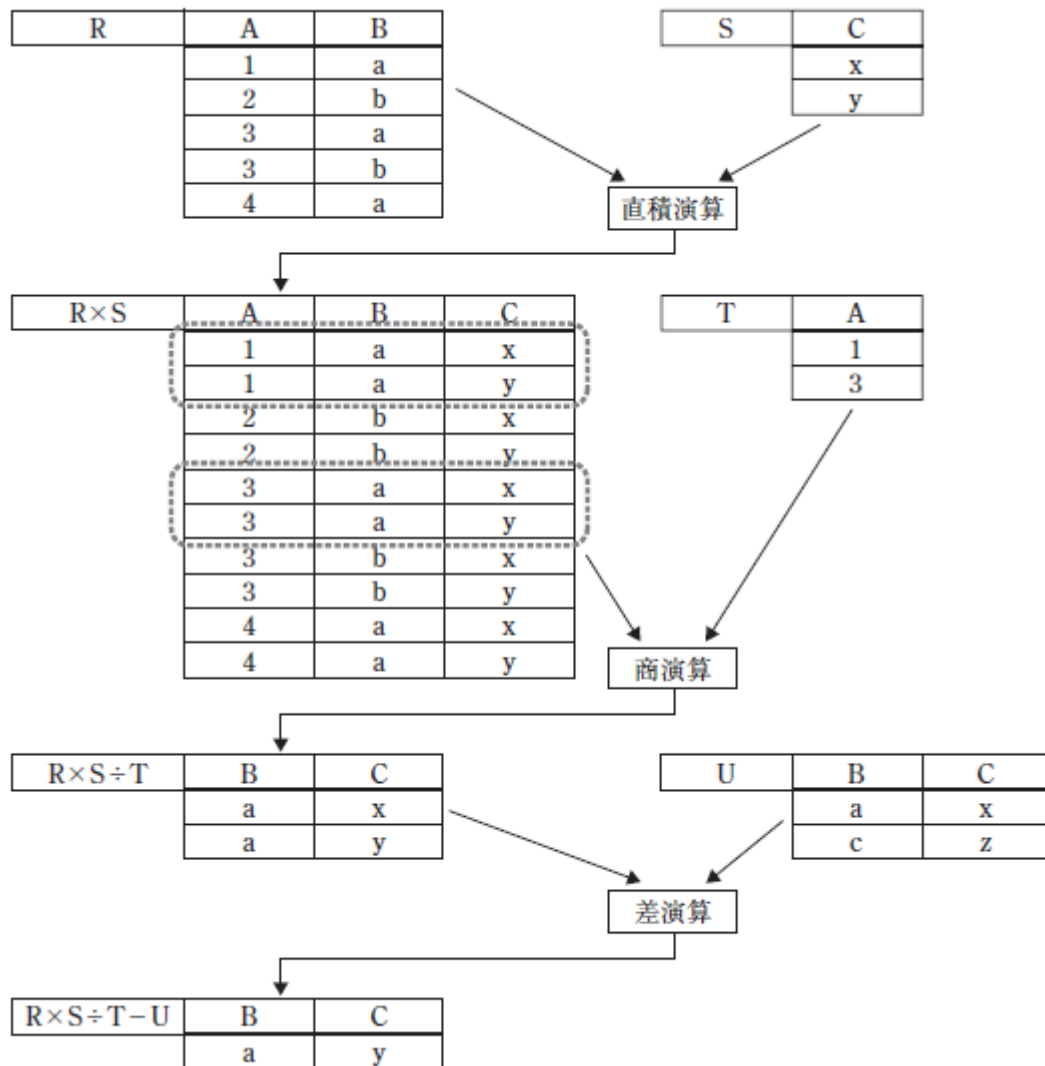 R A B
1 a
2 b
3 a
3 b
4 a
S C
x
y
直積演算
R×S A B C
1 a x
1 a y
2 b x
2 b y
3 a x
3 a y
3 b x
3 b y
4 a x
4 a y
T A
1
3
商演算
R×S÷T B C
a x
a y
U B C
a x
c z
差演算
R×S÷T−U B C
a y